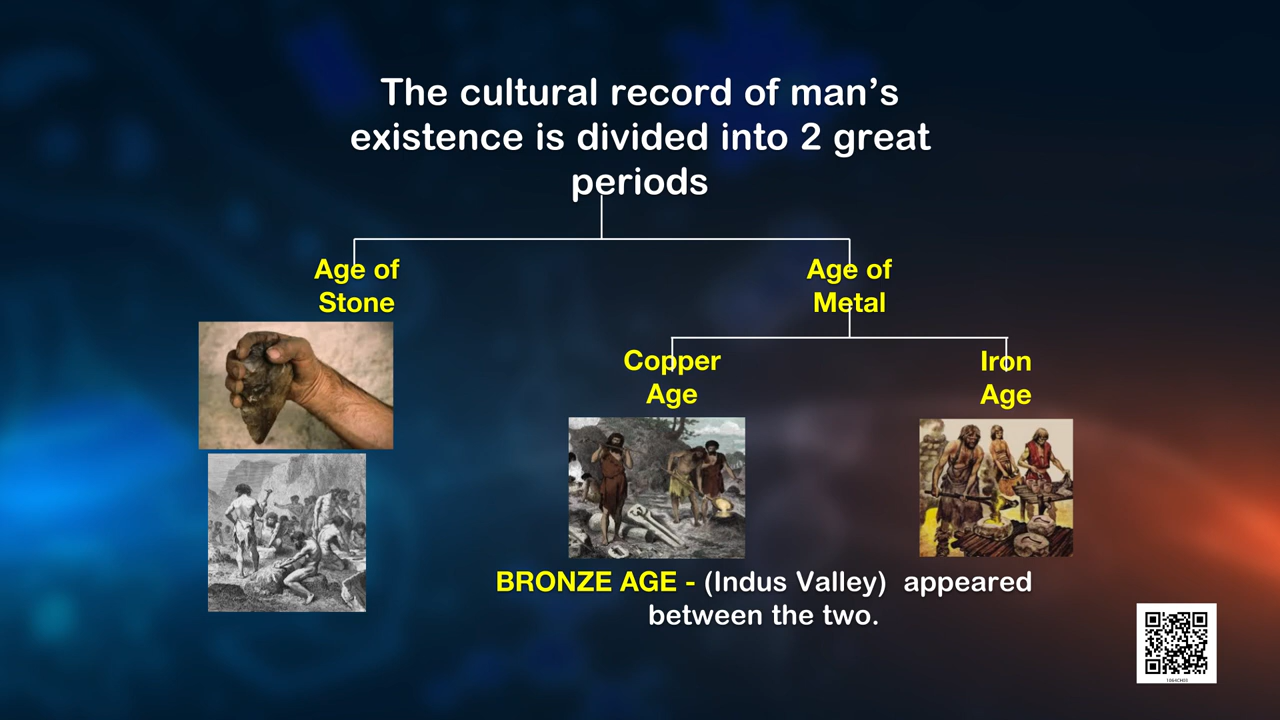 The cultural record of man’s
existence is divided into 2 great
periods
Age of
Stone
Age of
Metal
Copper
Age
Iron
Age
BRONZE AGE - (Indus Valley) appeared
between the two.